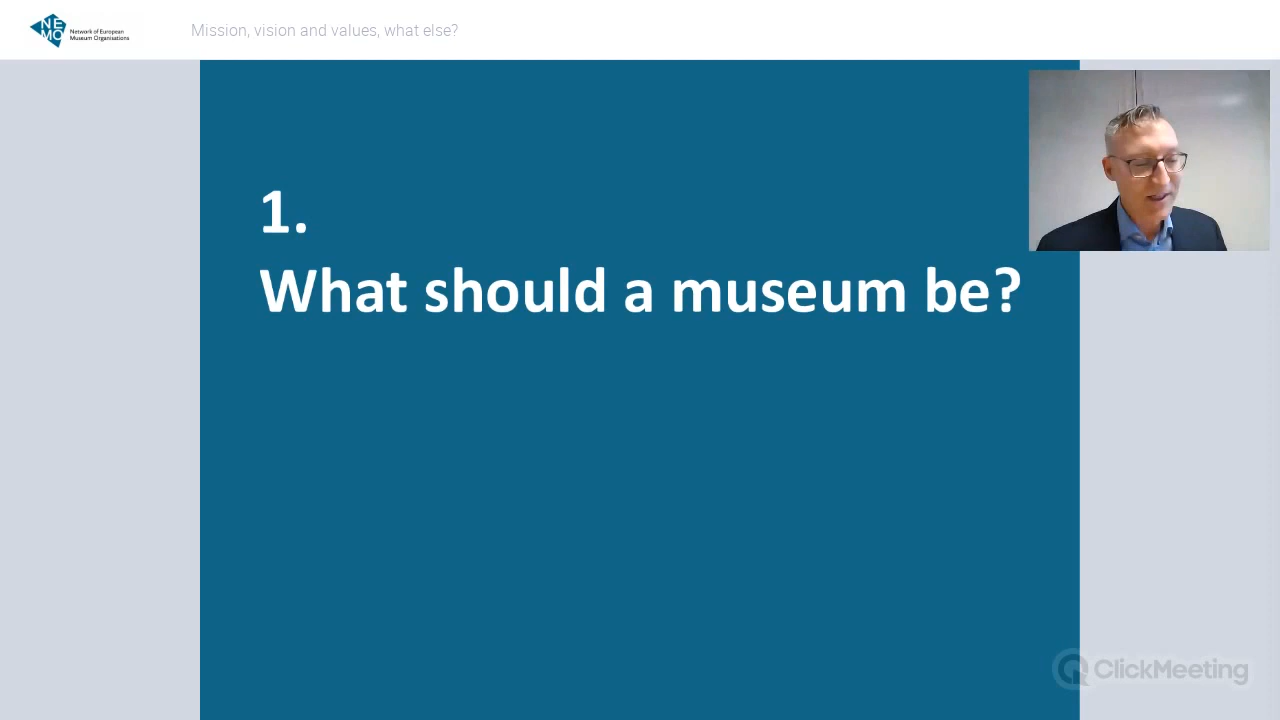 NE
MO
Network of European
Museum Organisations
Mission, vision and values, what else?
1.
What should a museum be?
ClickMeeting